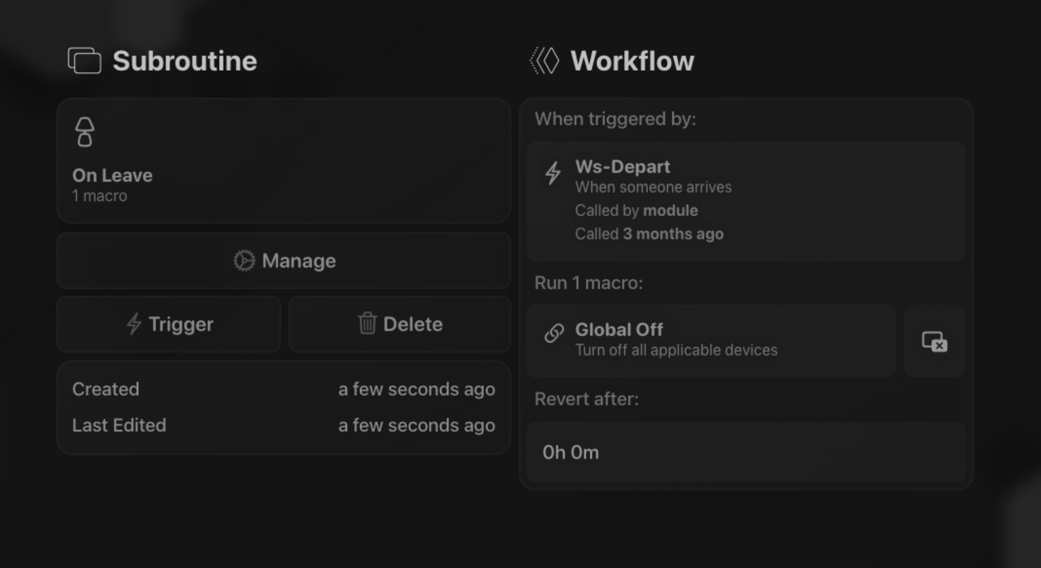 Subroutine
On Leave
1 macro
Manage
Trigger
Delete
Created
a few seconds ago
Last Edited
a few seconds ago
Workflow
When triggered by:
Ws-Depart
When someone arrives
Called by module
Called 3 months ago
Run 1 macro:
Global Off
Turn off all applicable devices
Revert after:
0h 0m